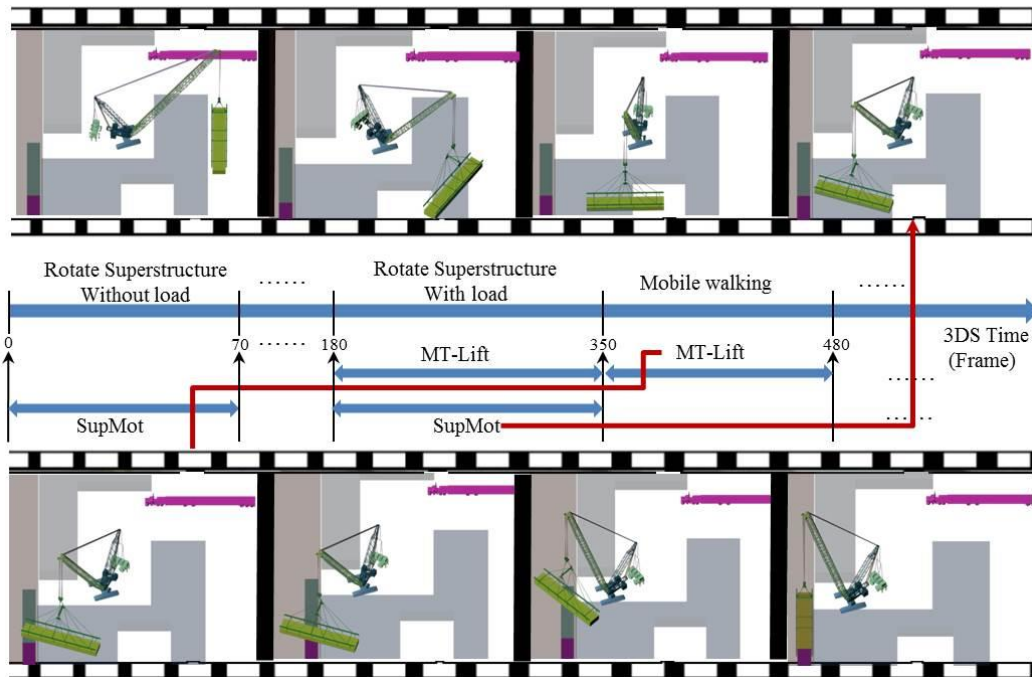 Rotate Superstructure
Without load
......
Rotate Superstructure
With load
Mobile walking
......
0
70
......
180
350
480
3DS Time
(Frame)
MT-Lift
MT-Lift
......
SupMot
SupMot
......